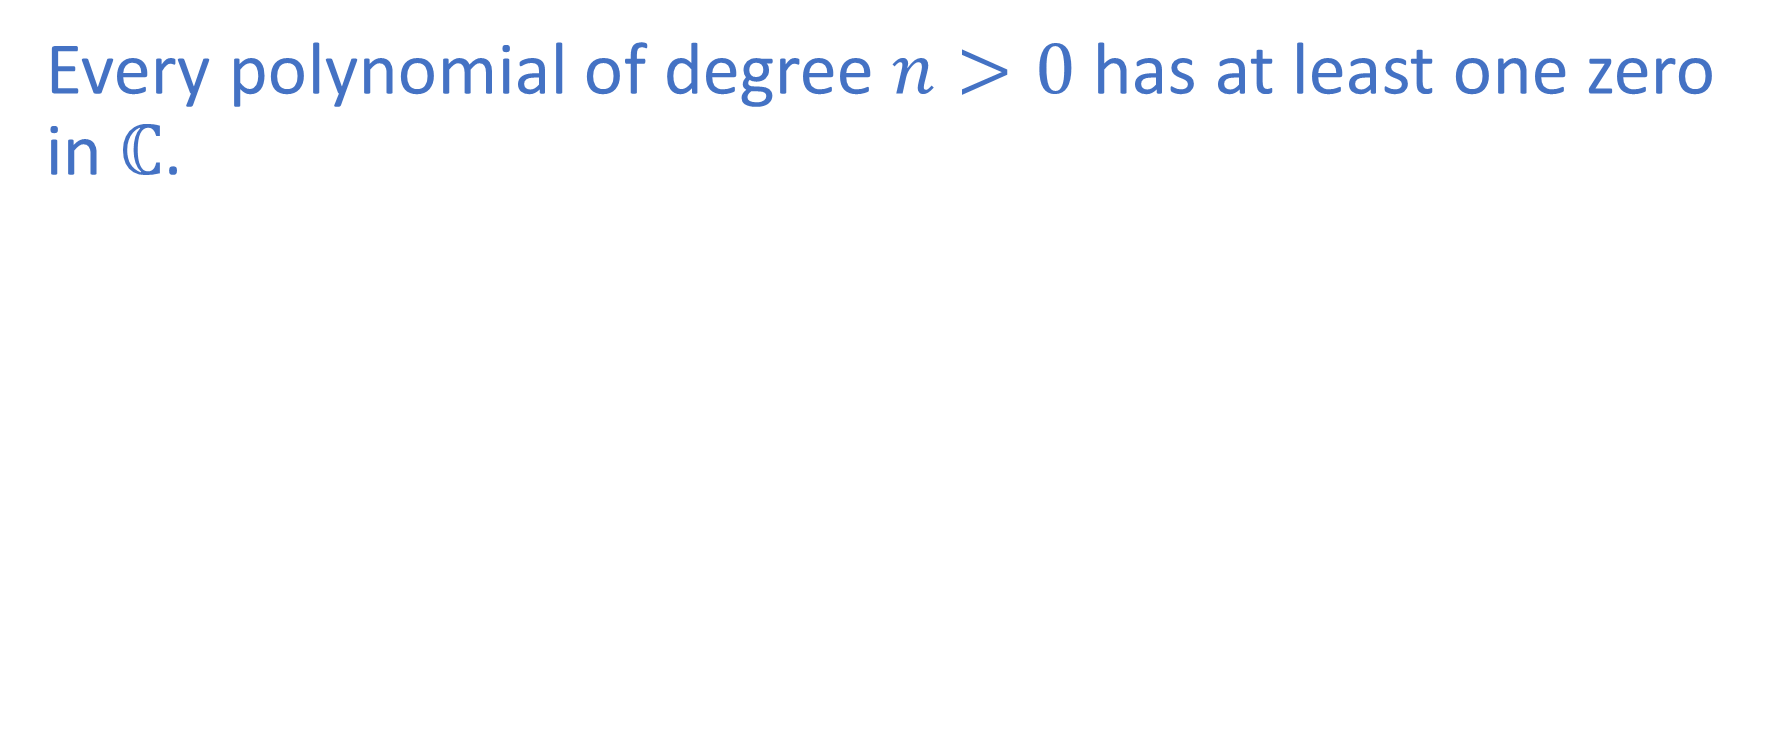 Every polynomial of degree 𝑛 > 0 has at least one zero
in ℂ.